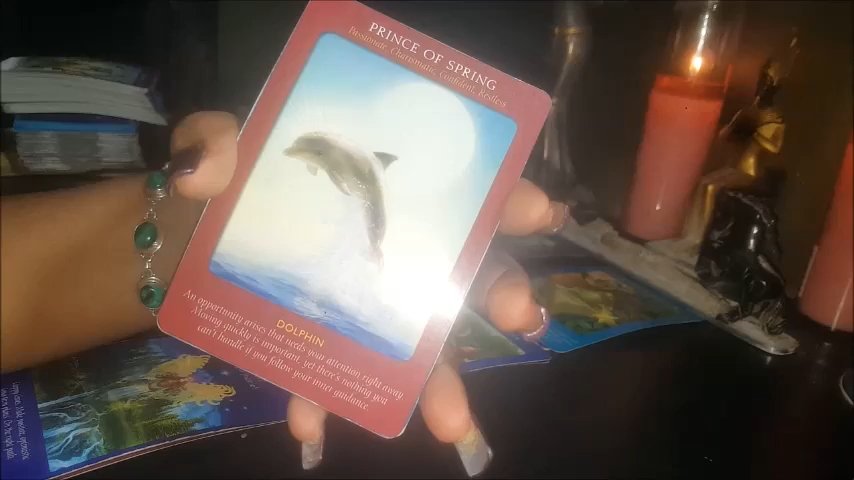 PRINCE OF SPRING
Passionate, Charismatic, Confident, Restless
DOLPHIN
An opportunity arises that needs your attention right away
Moving quickly is important, yet there's nothing you
can't handle if you follow your inner guidance.